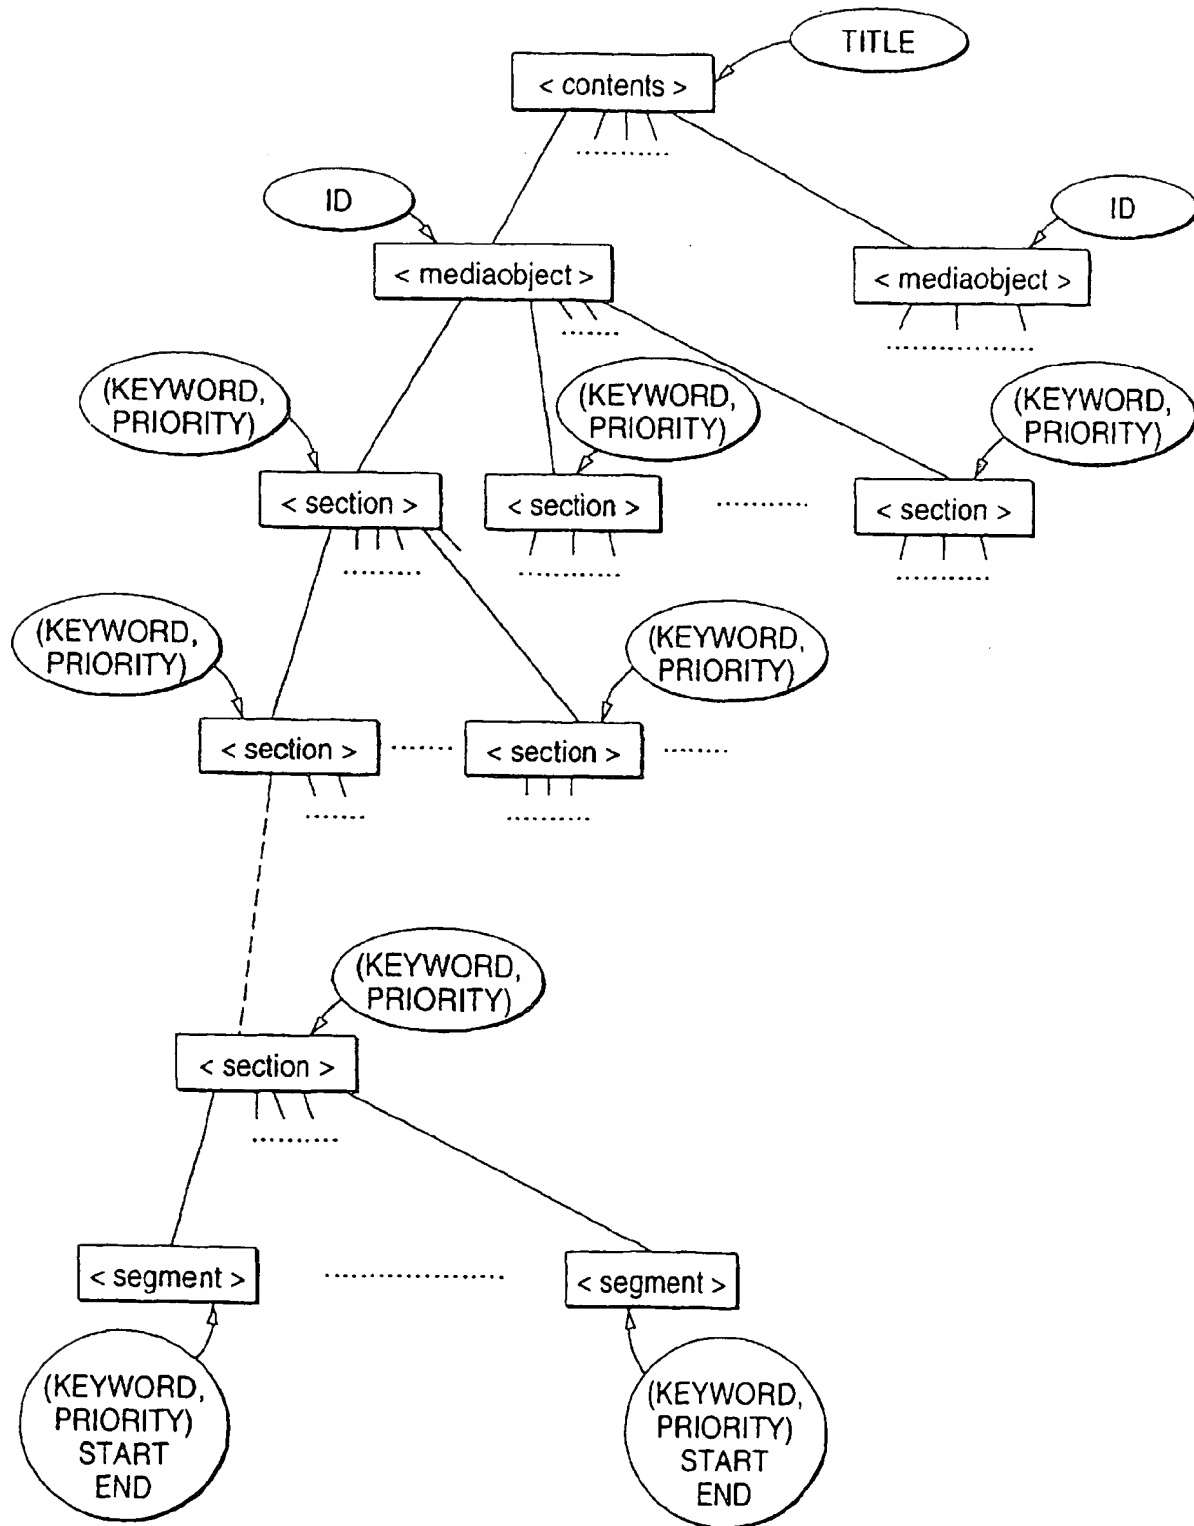 TITLE
< contents >
ID
ID
< mediaobject >
< mediaobject >
(KEYWORD,
PRIORITY)
(KEYWORD,
PRIORITY)
(KEYWORD,
PRIORITY)
< section >
< section >
< section >
(KEYWORD,
PRIORITY)
(KEYWORD,
PRIORITY)
< section >
< section >
(KEYWORD,
PRIORITY)
< section >
< segment >
< segment >
(KEYWORD,
PRIORITY)
START
END
(KEYWORD,
PRIORITY)
START
END